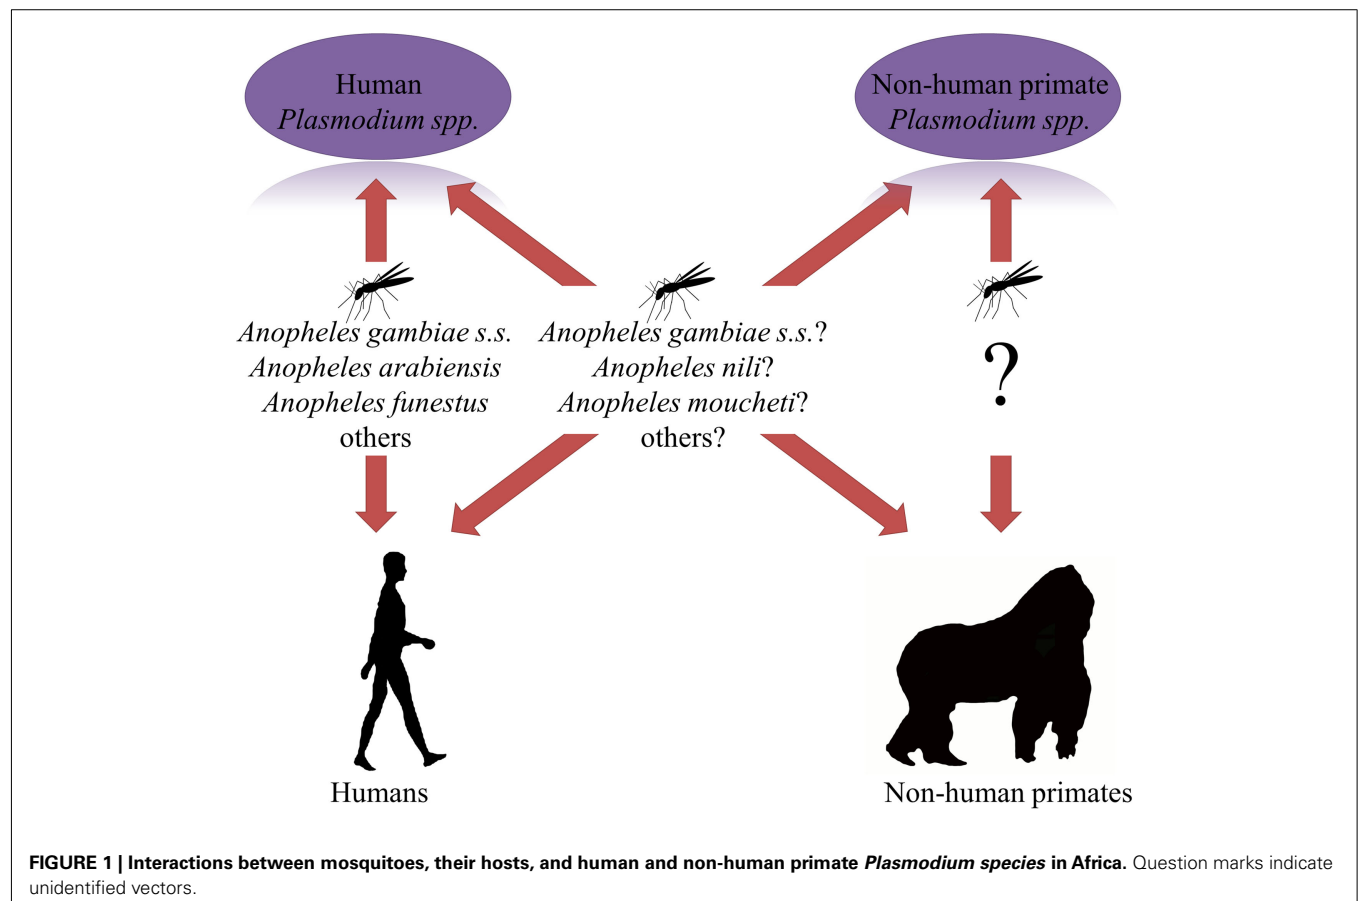 Human
Plasmodium spp.
Non-human primate
Plasmodium spp.
Anopheles gambiae s.s.
Anopheles arabiensis
Anopheles funestus
others
Anopheles gambiae s.s.?
Anopheles nili?
Anopheles moucheti?
others?
?
Humans
Non-human primates
FIGURE 1 | Interactions between mosquitoes, their hosts, and human and non-human primate Plasmodium species in Africa. Question marks indicate
unidentified vectors.